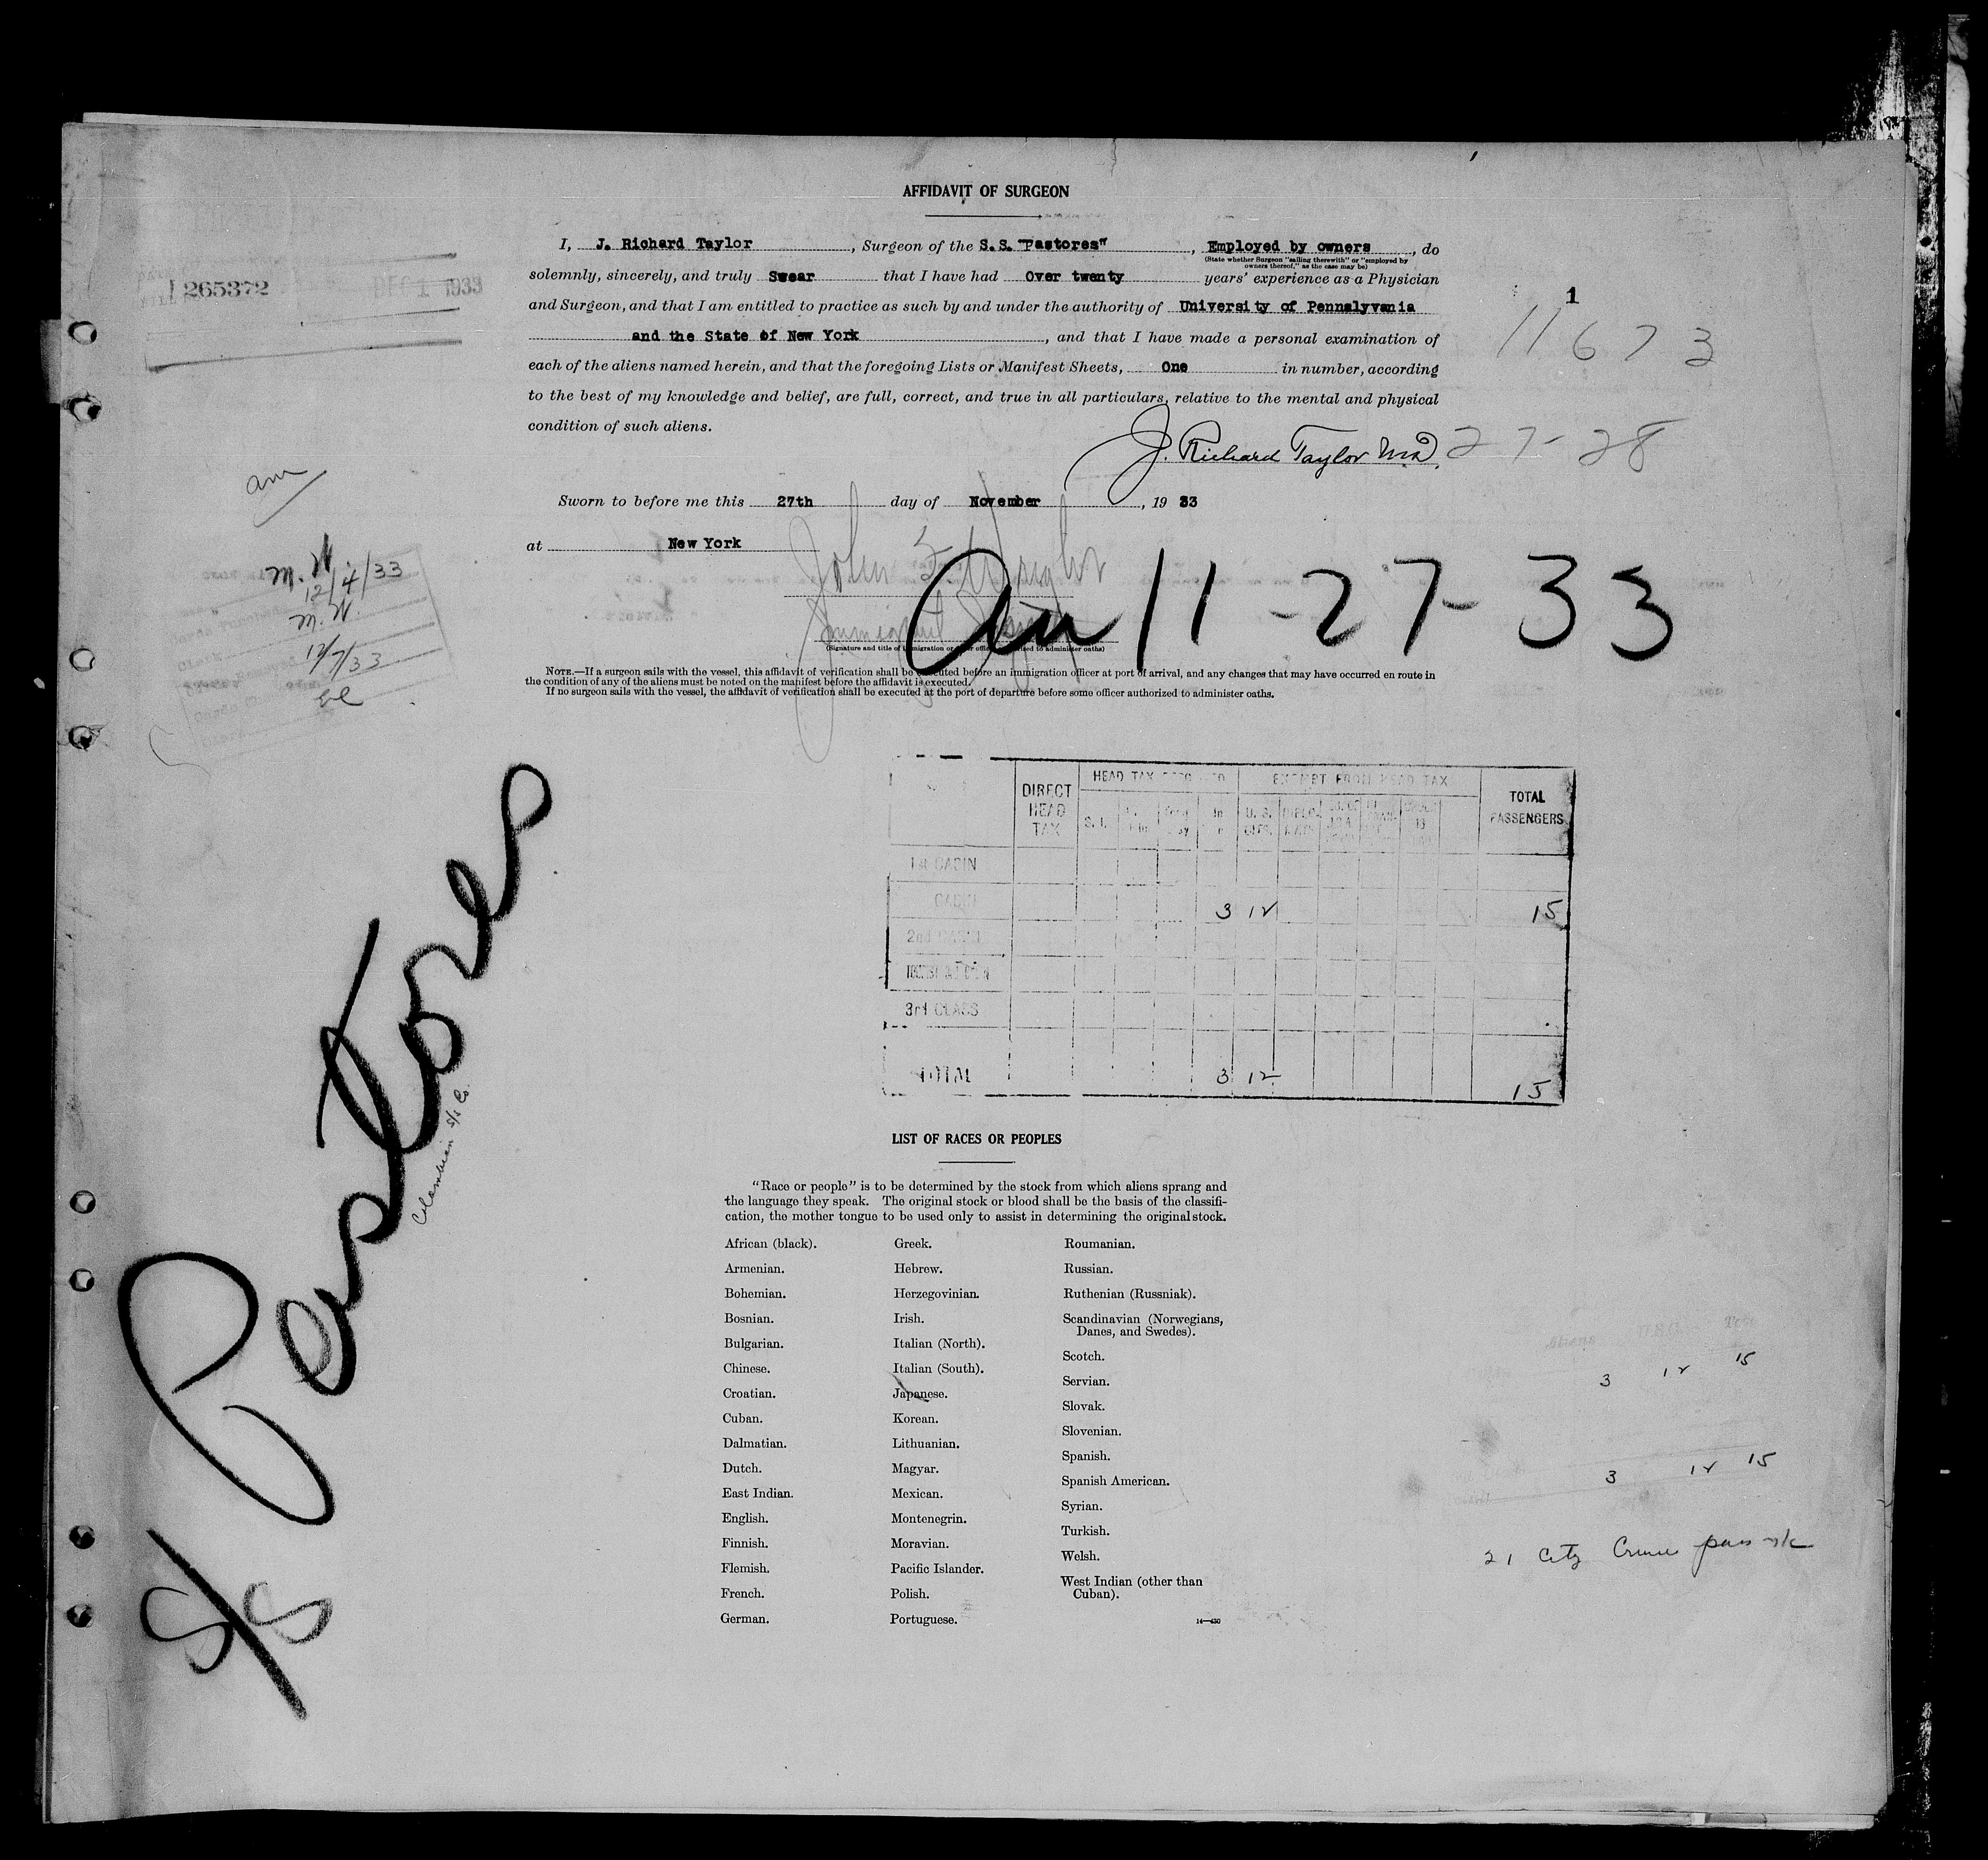 AFFIDAVIT OF SURGEON
I, J. Richard Taylor, Surgeon of the S.S. "Pastores", Employed by owners, do
(State whether Surgeon "sailing therewith" or "employed by
owners thereof," as the case may be)
solemnly, sincerely, and truly Swear that I have had Over twenty years' experience as a Physician
and Surgeon, and that I am entitled to practice as such by and under the authority of University of Pennslyvania
and the State of New York, and that I have made a personal examination of
each of the aliens named herein, and that the foregoing Lists or Manifest Sheets, One in number, according
to the best of my knowledge and belief, are full, correct, and true in all particulars, relative to the mental and physical
condition of such aliens.
265372
DEC 1 1933
1
11673
J. Richard Taylor MD.
27-28
Sworn to before me this 27th day of November, 1933
at New York
John Wright
Immigrant
Arr 11-27-33
(Signature and title of immigration or other officer authorized to administer oaths)
M.N.
12/4/33
M.N.
12/7/33
NOTE.—If a surgeon sails with the vessel, this affidavit of verification shall be executed before an immigration officer at port of arrival, and any changes that may have occurred en route in
the condition of any of the aliens must be noted on the manifest before the affidavit is executed.
If no surgeon sails with the vessel, the affidavit of verification shall be executed at the port of departure before some officer authorized to administer oaths.
S/S Pastores
Colombian S/S Co.
DIRECT HEAD TAX
HEAD TAX
EXEMPT FROM HEAD TAX
TOTAL PASSENGERS
S. I.
U. S.
1st CABIN
CABIN 3 12 15
2nd CABIN
3rd CLASS
TOTAL 3 12 15
LIST OF RACES OR PEOPLES
"Race or people" is to be determined by the stock from which aliens sprang and
the language they speak. The original stock or blood shall be the basis of the classifi-
cation, the mother tongue to be used only to assist in determining the original stock.
African (black).
Armenian.
Bohemian.
Bosnian.
Bulgarian.
Chinese.
Croatian.
Cuban.
Dalmatian.
Dutch.
East Indian.
English.
Finnish.
Flemish.
French.
German.
Greek.
Hebrew.
Herzegovinian.
Irish.
Italian (North).
Italian (South).
Japanese.
Korean.
Lithuanian.
Magyar.
Mexican.
Montenegrin.
Moravian.
Pacific Islander.
Polish.
Portuguese.
Roumanian.
Russian.
Ruthenian (Russniak).
Scandinavian (Norwegians,
Danes, and Swedes).
Scotch.
Servian.
Slovak.
Slovenian.
Spanish.
Spanish American.
Syrian.
Turkish.
Welsh.
West Indian (other than
Cuban).
14—430
3 12 15
3 12 15
21 City Cruise pass